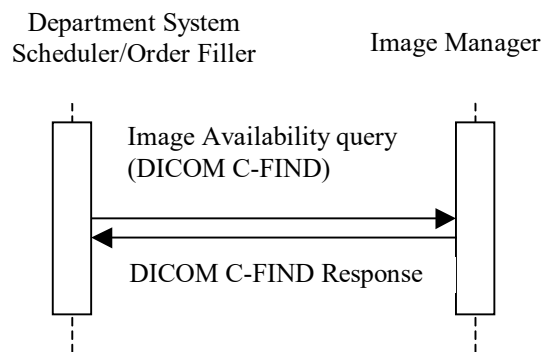 Department System
Scheduler/Order Filler
Image Manager
Image Availability query
(DICOM C-FIND)
DICOM C-FIND Response